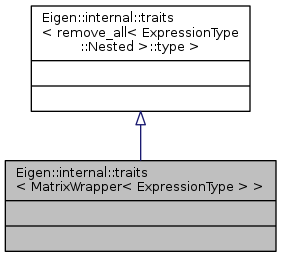 Eigen::internal::traits
< remove_all< ExpressionType
::Nested >::type >
Eigen::internal::traits
< MatrixWrapper< ExpressionType > >